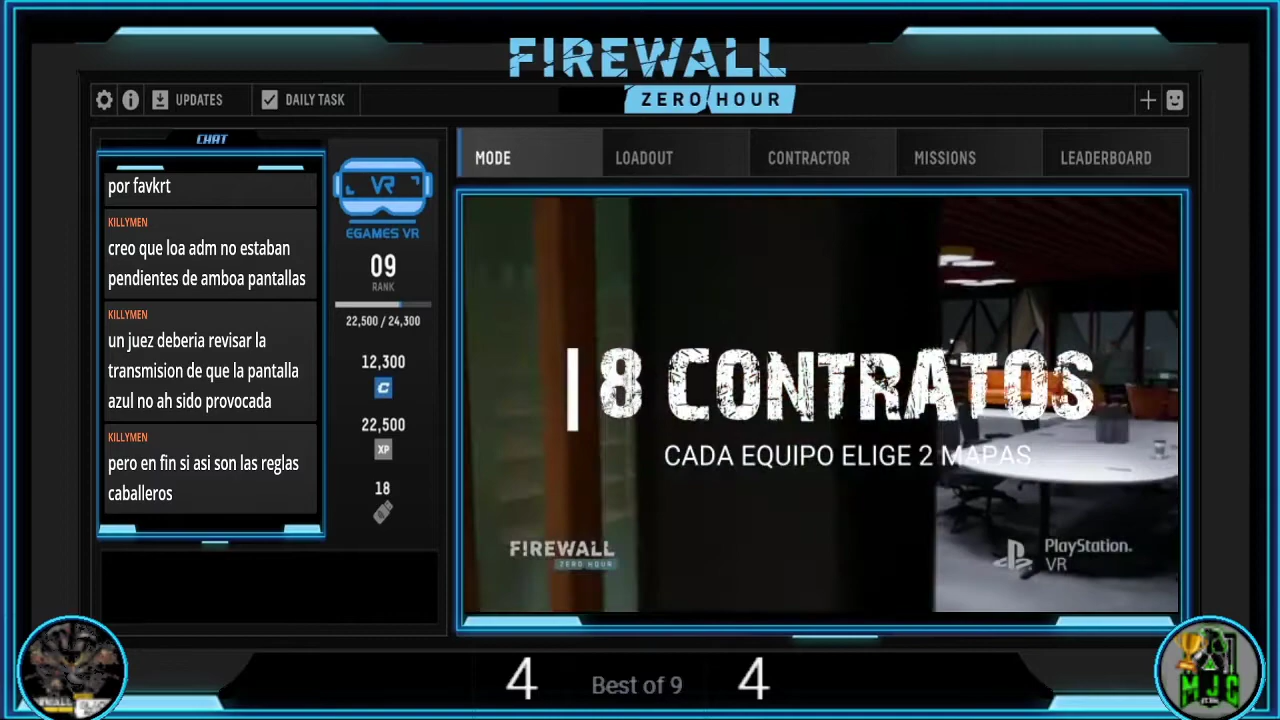 FIREWALL
ZERO HOUR
UPDATES
DAILY TASK
CHAT
por favkrt
KILLYMEN
creo que loa adm no estaban
pendientes de amboa pantallas
KILLYMEN
un juez deberia revisar la
transmision de que la pantalla
azul no ah sido provocada
KILLYMEN
pero en fin si asi son las reglas
caballeros
VR
EGAMES VR
09
RANK
22,500 / 24,300
12,300
C
22,500
XP
18
MODE
LOADOUT
CONTRACTOR
MISSIONS
LEADERBOARD
| 8 CONTRATOS
CADA EQUIPO ELIGE 2 MAPAS
FIREWALL
ZERO HOUR
PlayStation.
VR
4 Best of 9 4
MJC